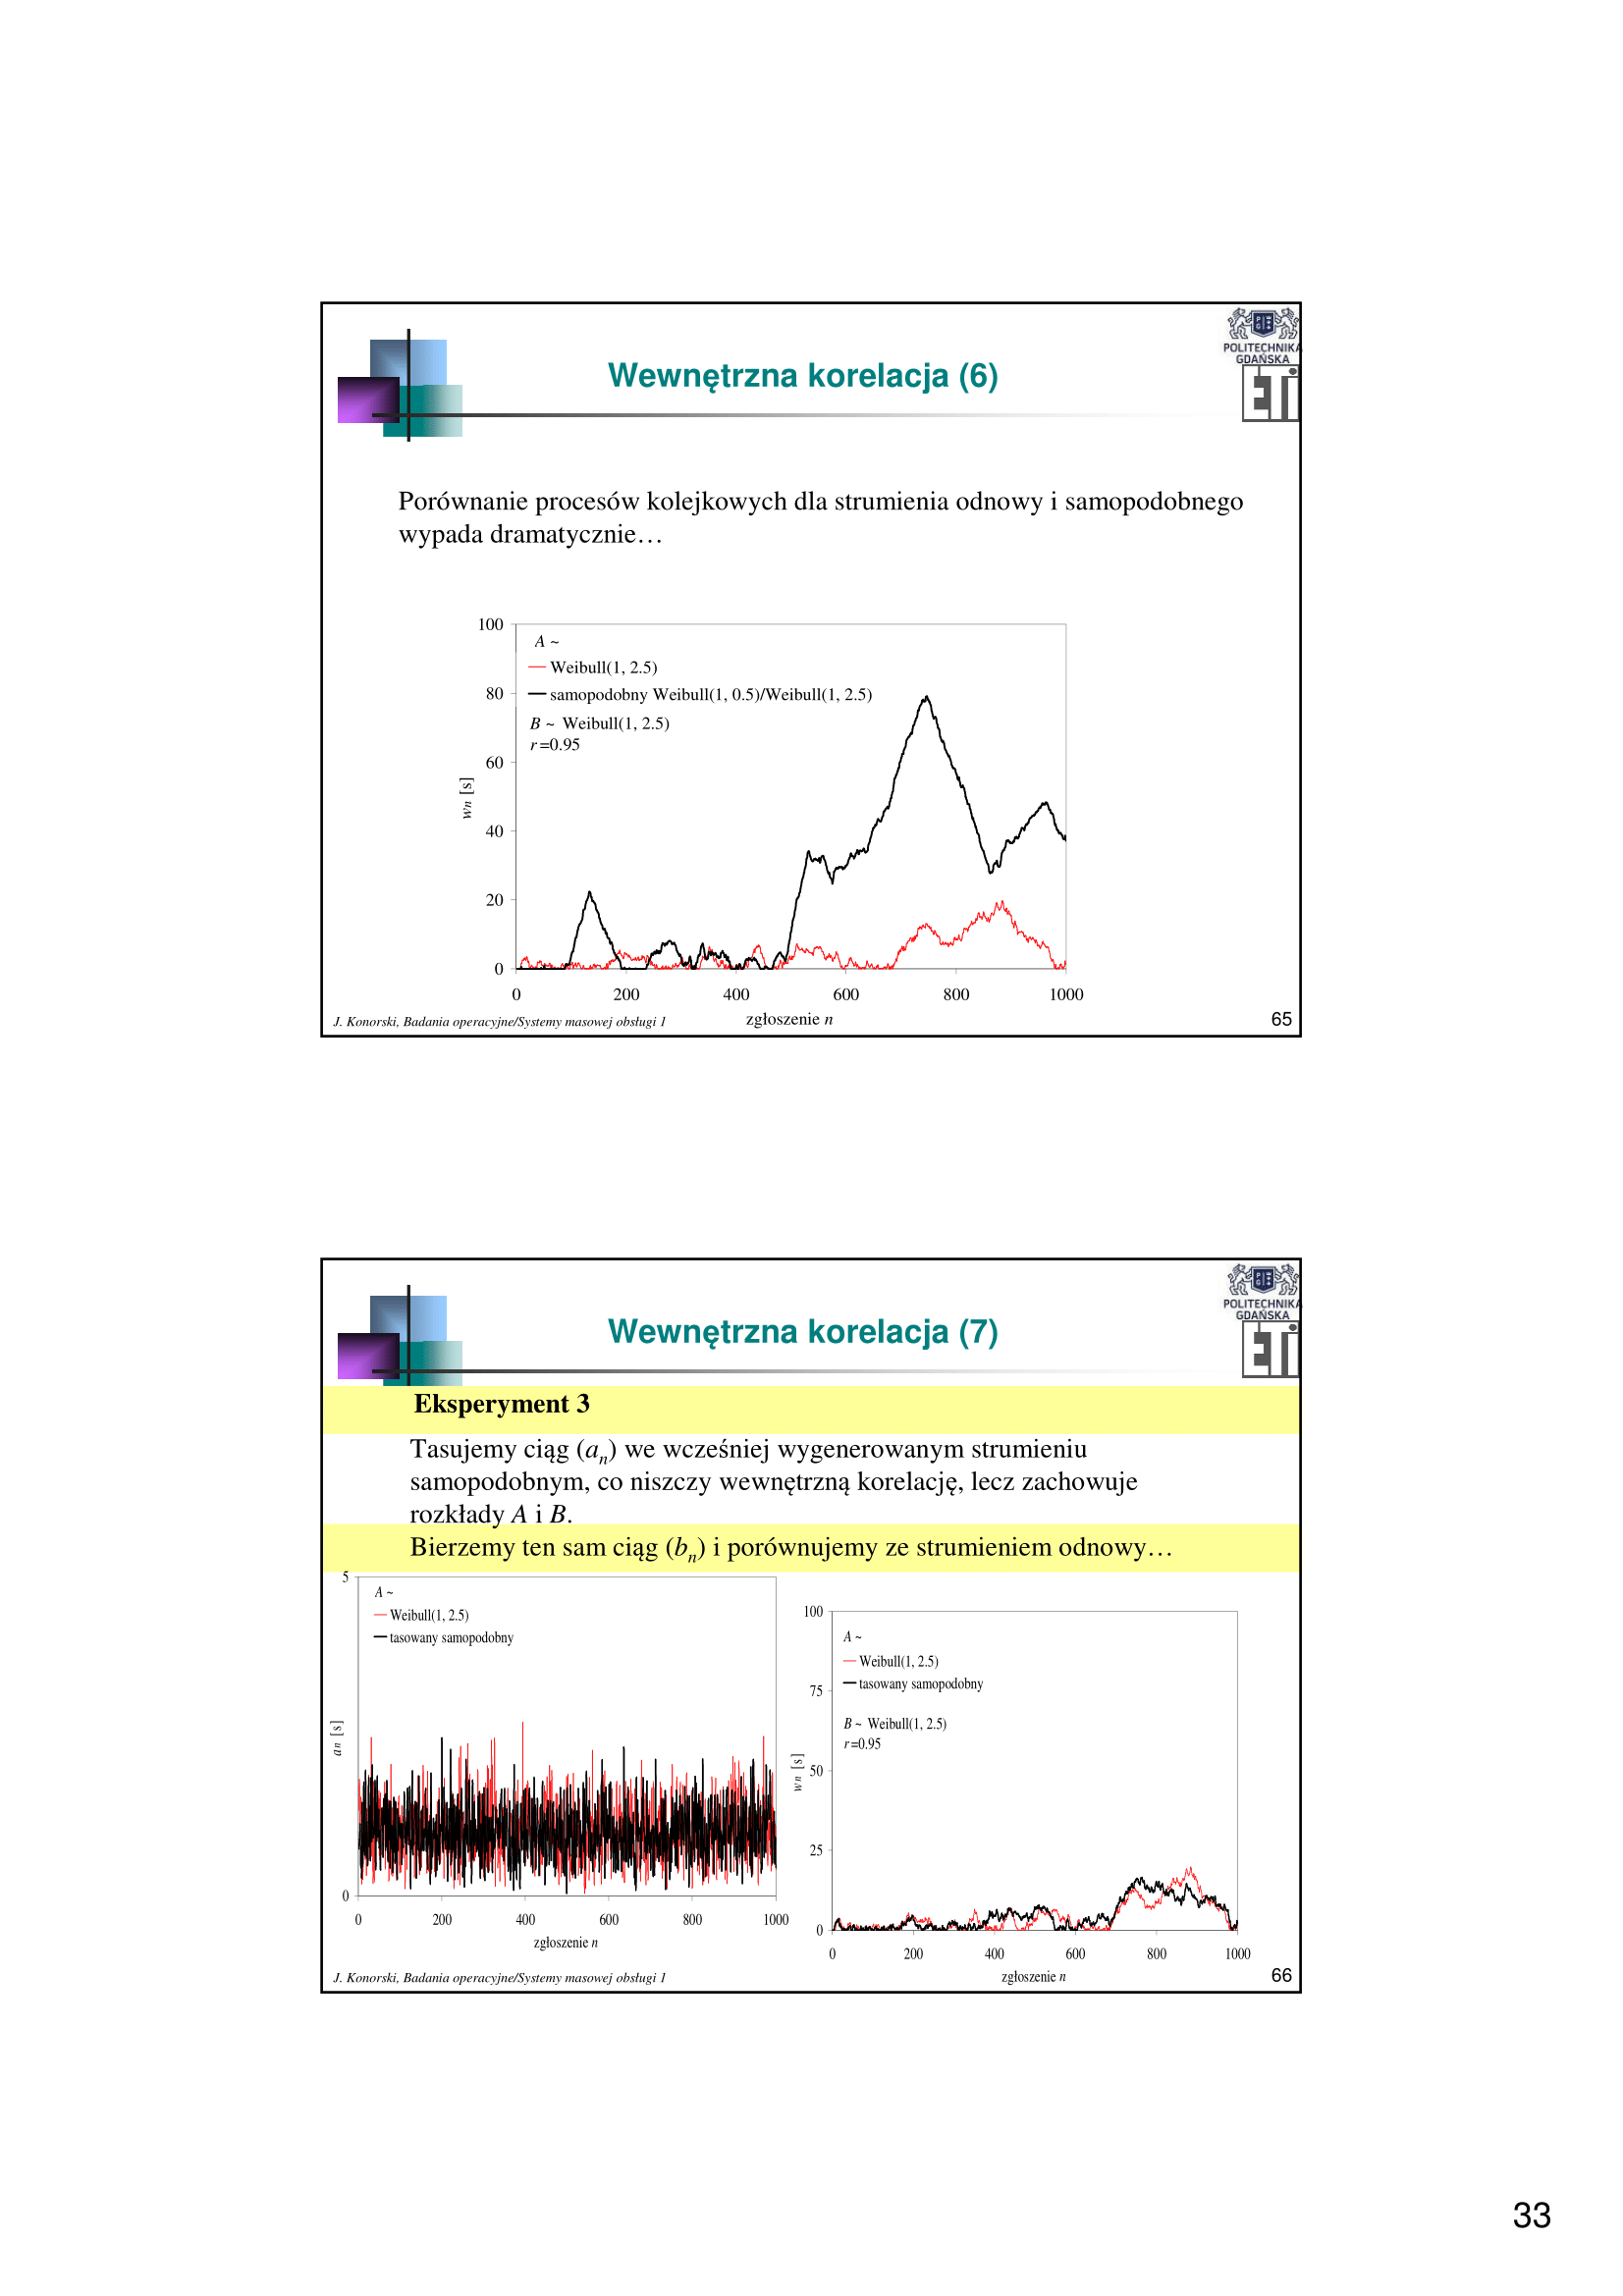 POLITECHNIKA
GDAŃSKA
Wewnętrzna korelacja (6)
Porównanie procesów kolejkowych dla strumienia odnowy i samopodobnego
wypada dramatycznie…
100
80
60
40
20
0
wn [s]
A ~
Weibull(1, 2.5)
samopodobny Weibull(1, 0.5)/Weibull(1, 2.5)
B ~ Weibull(1, 2.5)
r =0.95
0 200 400 600 800 1000
zgłoszenie n
J. Konorski, Badania operacyjne/Systemy masowej obsługi 1
65
POLITECHNIKA
GDAŃSKA
Wewnętrzna korelacja (7)
Eksperyment 3
Tasujemy ciąg (an) we wcześniej wygenerowanym strumieniu
samopodobnym, co niszczy wewnętrzną korelację, lecz zachowuje
rozkłady A i B.
Bierzemy ten sam ciąg (bn) i porównujemy ze strumieniem odnowy…
5
0
an [s]
A ~
Weibull(1, 2.5)
tasowany samopodobny
0 200 400 600 800 1000
zgłoszenie n
100
75
50
25
0
wn [s]
A ~
Weibull(1, 2.5)
tasowany samopodobny
B ~ Weibull(1, 2.5)
r =0.95
0 200 400 600 800 1000
zgłoszenie n
J. Konorski, Badania operacyjne/Systemy masowej obsługi 1
66
33